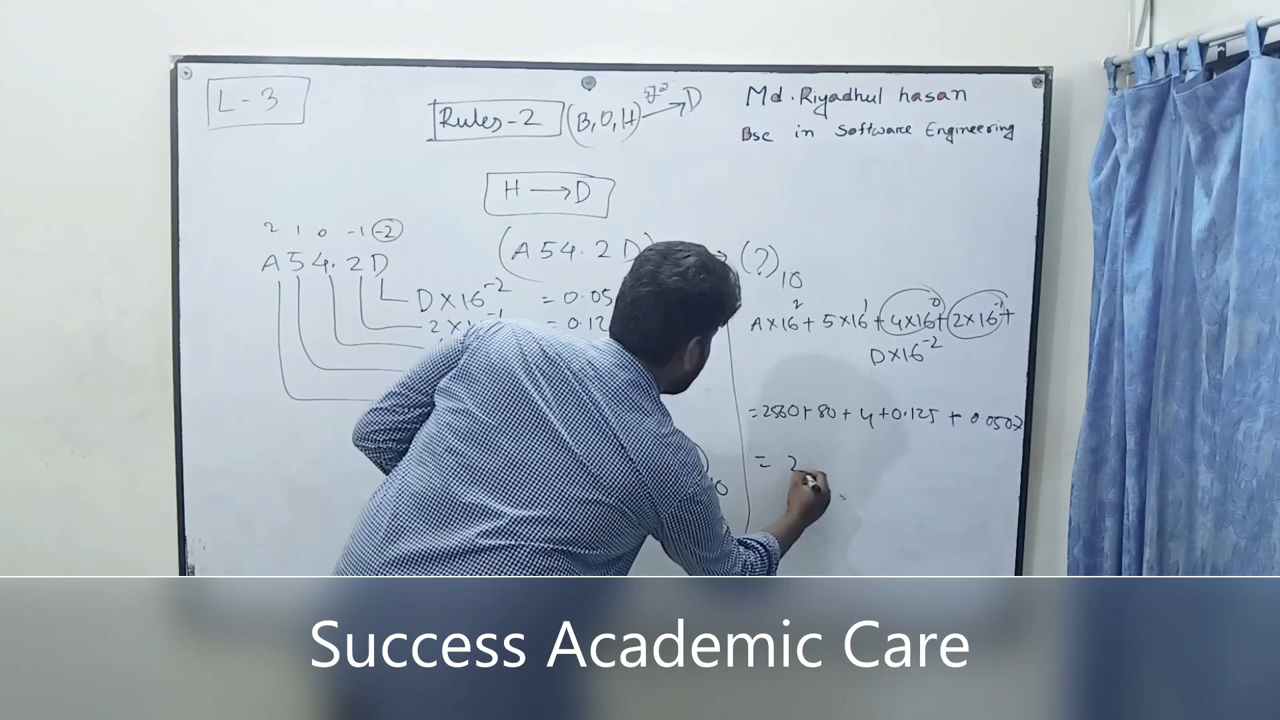 L-3
Rules-2 (B,O,H) থেকে → D
Md. Riyadhul hasan
Bsc in Software Engineering
H → D
2 1 0 -1 -2
A54.2D
(A54.2D) → (?)10
D×16^-2 = 0.05
= 0.12
A×16^2 + 5×16^1 + 4×16^0 + 2×16^-1 +
D×16^-2
= 2560 + 80 + 4 + 0.125 + 0.0507
= 2
Success Academic Care